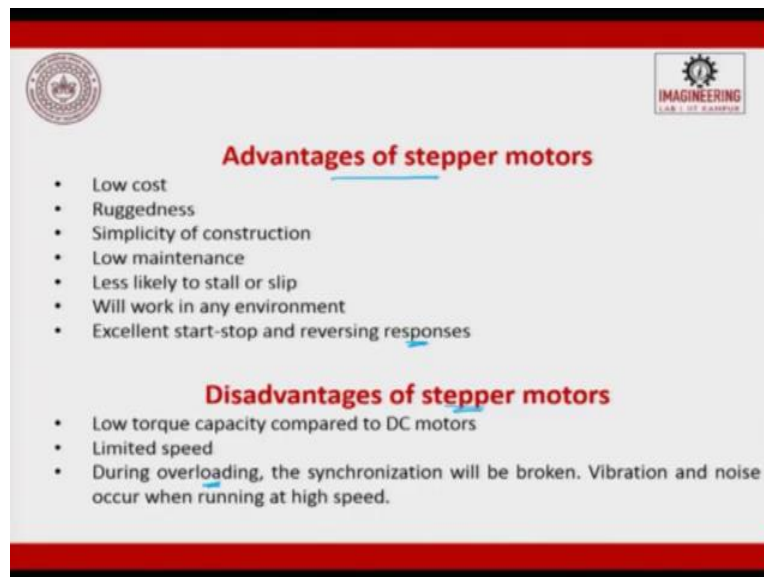 IMAGINEERING
LAB | IIT KANPUR
Advantages of stepper motors
• Low cost
• Ruggedness
• Simplicity of construction
• Low maintenance
• Less likely to stall or slip
• Will work in any environment
• Excellent start-stop and reversing responses
Disadvantages of stepper motors
• Low torque capacity compared to DC motors
• Limited speed
• During overloading, the synchronization will be broken. Vibration and noise
occur when running at high speed.